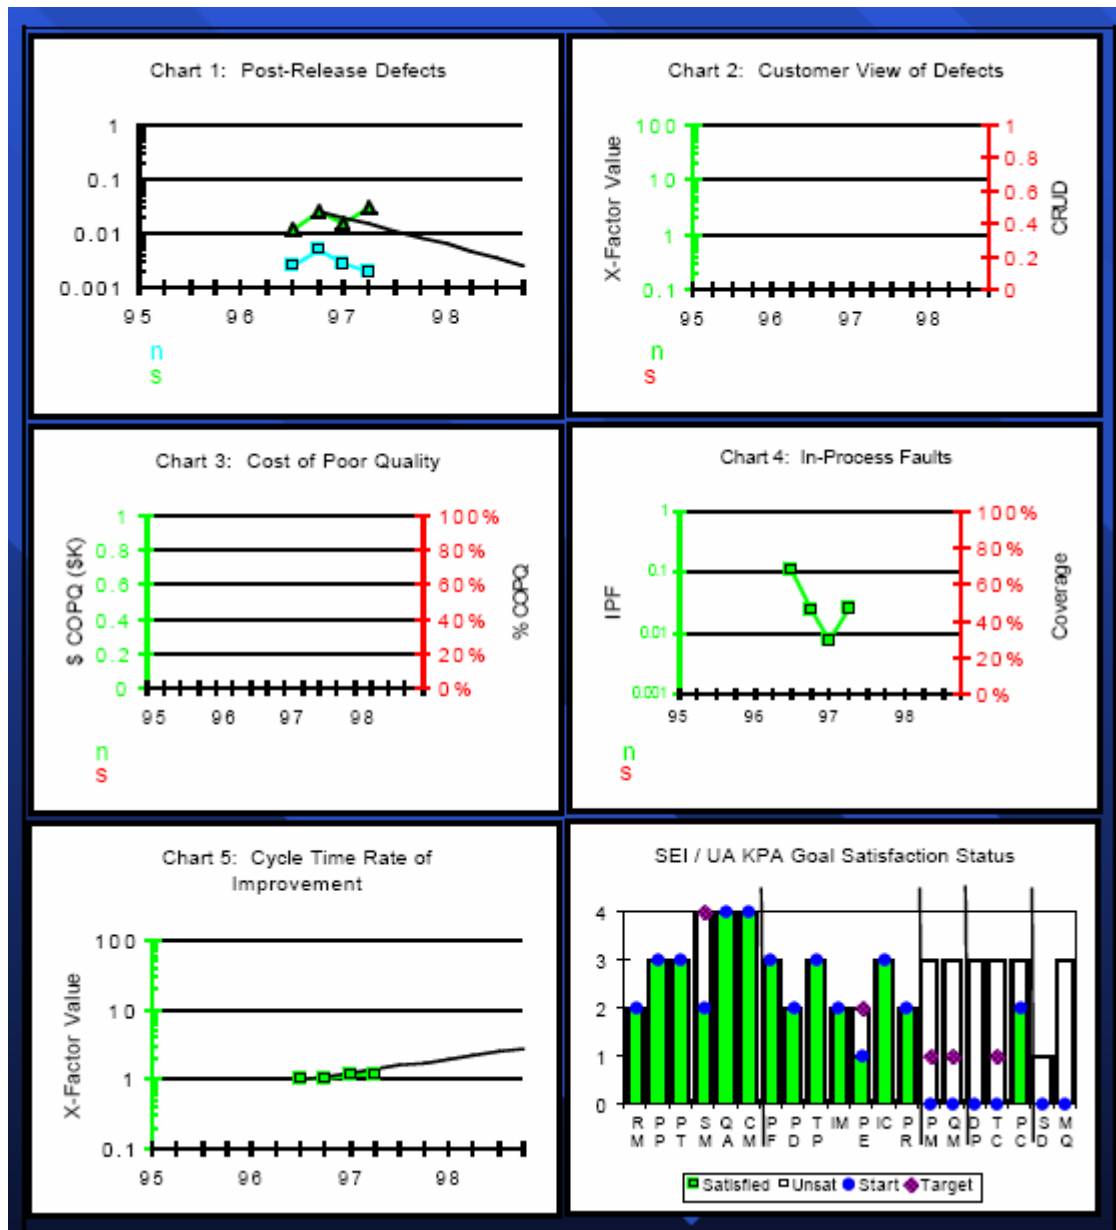 Chart 1: Post-Release Defects
1
0.1
0.01
0.001
95 96 97 98
n
s
Chart 2: Customer View of Defects
X-Factor Value
100
10
1
0.1
1
0.8
0.6
0.4
0.2
0
CRUD
95 96 97 98
n
s
Chart 3: Cost of Poor Quality
$ COPQ ($K)
1
0.8
0.6
0.4
0.2
0
100%
80%
60%
40%
20%
0%
% COPQ
95 96 97 98
n
s
Chart 4: In-Process Faults
IPF
1
0.1
0.01
0.001
100%
80%
60%
40%
20%
0%
Coverage
95 96 97 98
n
s
Chart 5: Cycle Time Rate of
Improvement
X-Factor Value
100
10
1
0.1
95 96 97 98
SEI / UA KPA Goal Satisfaction Status
4
3
2
1
0
R P P S Q C P P T IM P IC P P Q D T P S M
M P T M A M F D P E R M M P C C D Q
Satisfied Unsat Start Target